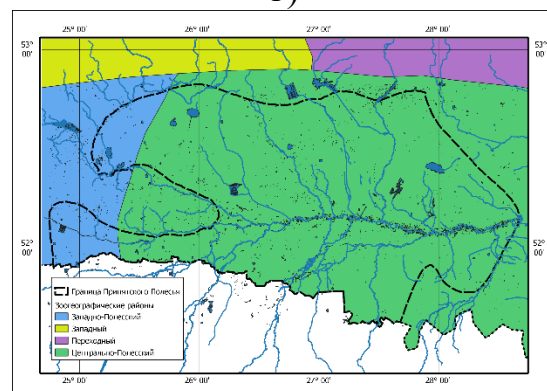 25° 00' 26° 00' 27° 00' 28° 00'
53° 00'
53° 00'
52° 00'
52° 00'
Граница Припятского Полесья
Зоогеографические районы
Западно-Полесский
Западный
Переходный
Центрально-Полесский
25° 00' 26° 00' 27° 00' 28° 00'